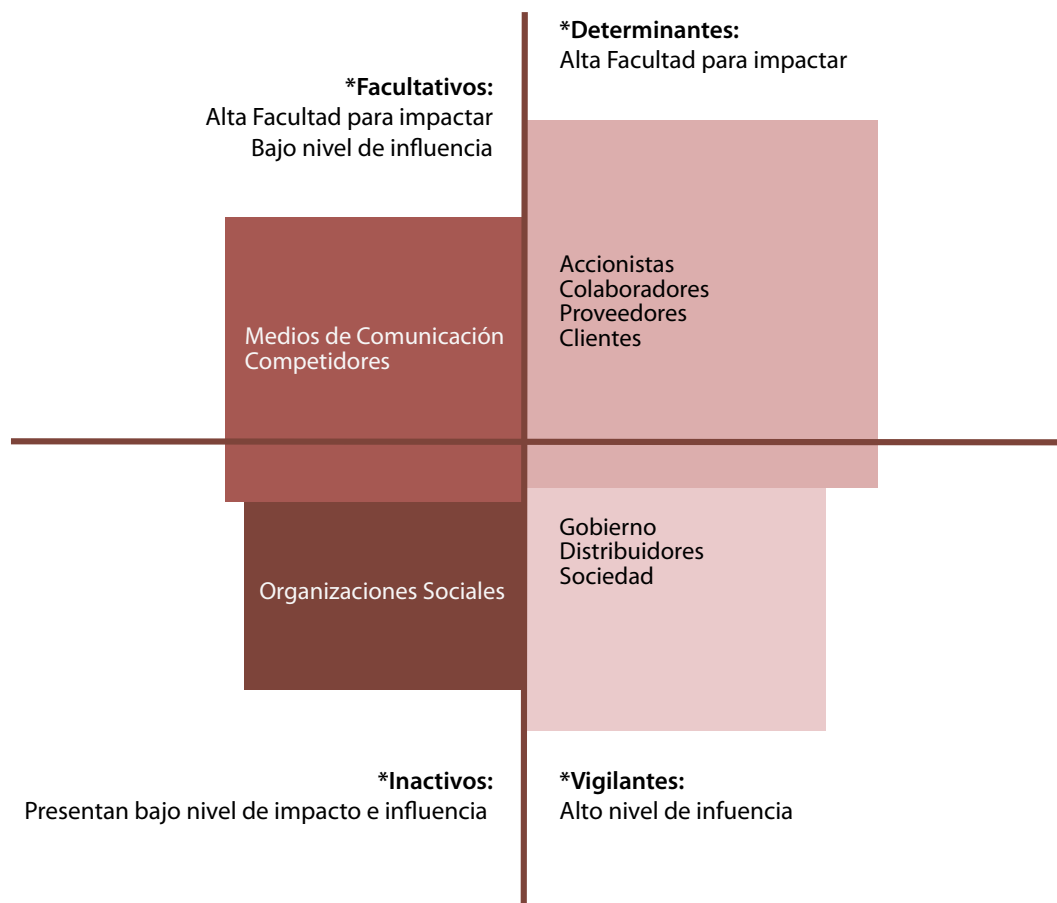 *Determinantes:
Alta Facultad para impactar
*Facultativos:
Alta Facultad para impactar
Bajo nivel de influencia
Accionistas
Colaboradores
Proveedores
Clientes
Medios de Comunicación
Competidores
Gobierno
Distribuidores
Sociedad
Organizaciones Sociales
*Inactivos:
Presentan bajo nivel de impacto e influencia
*Vigilantes:
Alto nivel de infuencia